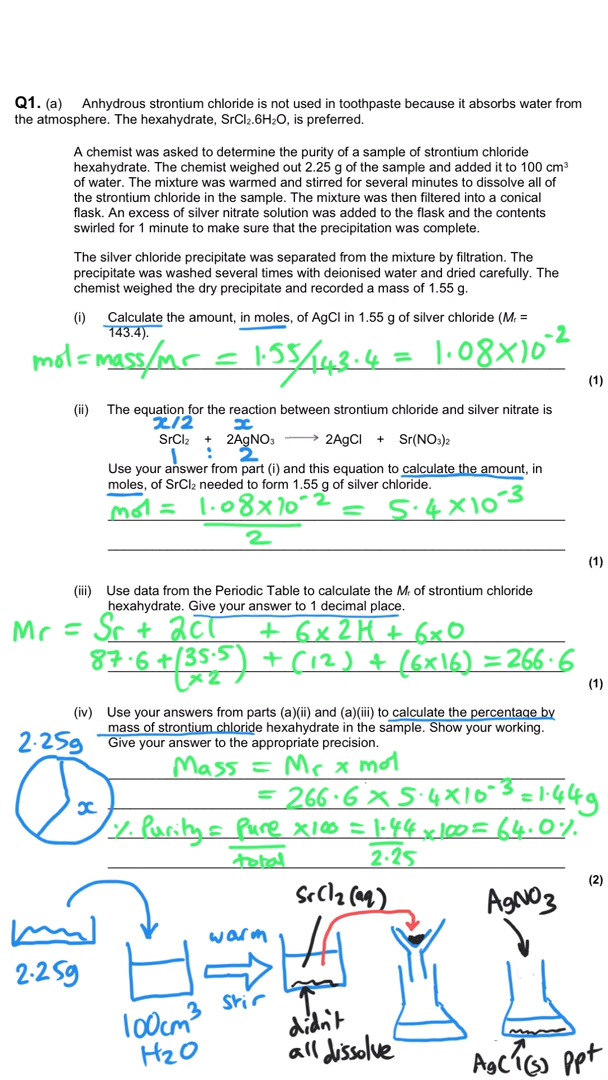 Q1. (a) Anhydrous strontium chloride is not used in toothpaste because it absorbs water from
the atmosphere. The hexahydrate, SrCl₂.6H₂O, is preferred.
A chemist was asked to determine the purity of a sample of strontium chloride
hexahydrate. The chemist weighed out 2.25 g of the sample and added it to 100 cm³
of water. The mixture was warmed and stirred for several minutes to dissolve all of
the strontium chloride in the sample. The mixture was then filtered into a conical
flask. An excess of silver nitrate solution was added to the flask and the contents
swirled for 1 minute to make sure that the precipitation was complete.
The silver chloride precipitate was separated from the mixture by filtration. The
precipitate was washed several times with deionised water and dried carefully. The
chemist weighed the dry precipitate and recorded a mass of 1.55 g.
(i) Calculate the amount, in moles, of AgCl in 1.55 g of silver chloride (Mᵣ =
143.4).
mol = mass/Mr = 1.55/143.4 = 1.08×10⁻²
(1)
(ii) The equation for the reaction between strontium chloride and silver nitrate is
x/2 x
SrCl₂ + 2AgNO₃ ⟶ 2AgCl + Sr(NO₃)₂
1 : 2
Use your answer from part (i) and this equation to calculate the amount, in
moles, of SrCl₂ needed to form 1.55 g of silver chloride.
mol = 1.08×10⁻² = 5.4×10⁻³
2
(1)
(iii) Use data from the Periodic Table to calculate the Mᵣ of strontium chloride
hexahydrate. Give your answer to 1 decimal place.
Mr = Sr + 2Cl + 6×2H + 6×O
87.6 + (35.5) + (12) + (6×16) = 266.6
(×2)
(1)
(iv) Use your answers from parts (a)(ii) and (a)(iii) to calculate the percentage by
mass of strontium chloride hexahydrate in the sample. Show your working.
Give your answer to the appropriate precision.
2.25g
x
Mass = Mr × mol
= 266.6 × 5.4×10⁻³ = 1.44g
% Purity = Pure ×100 = 1.44 ×100 = 64.0%
total 2.25
(2)
SrCl₂(aq)
AgNO₃
warm
2.25g
stir
100cm³
H₂O
didn't
all dissolve
AgCl(s) ppt